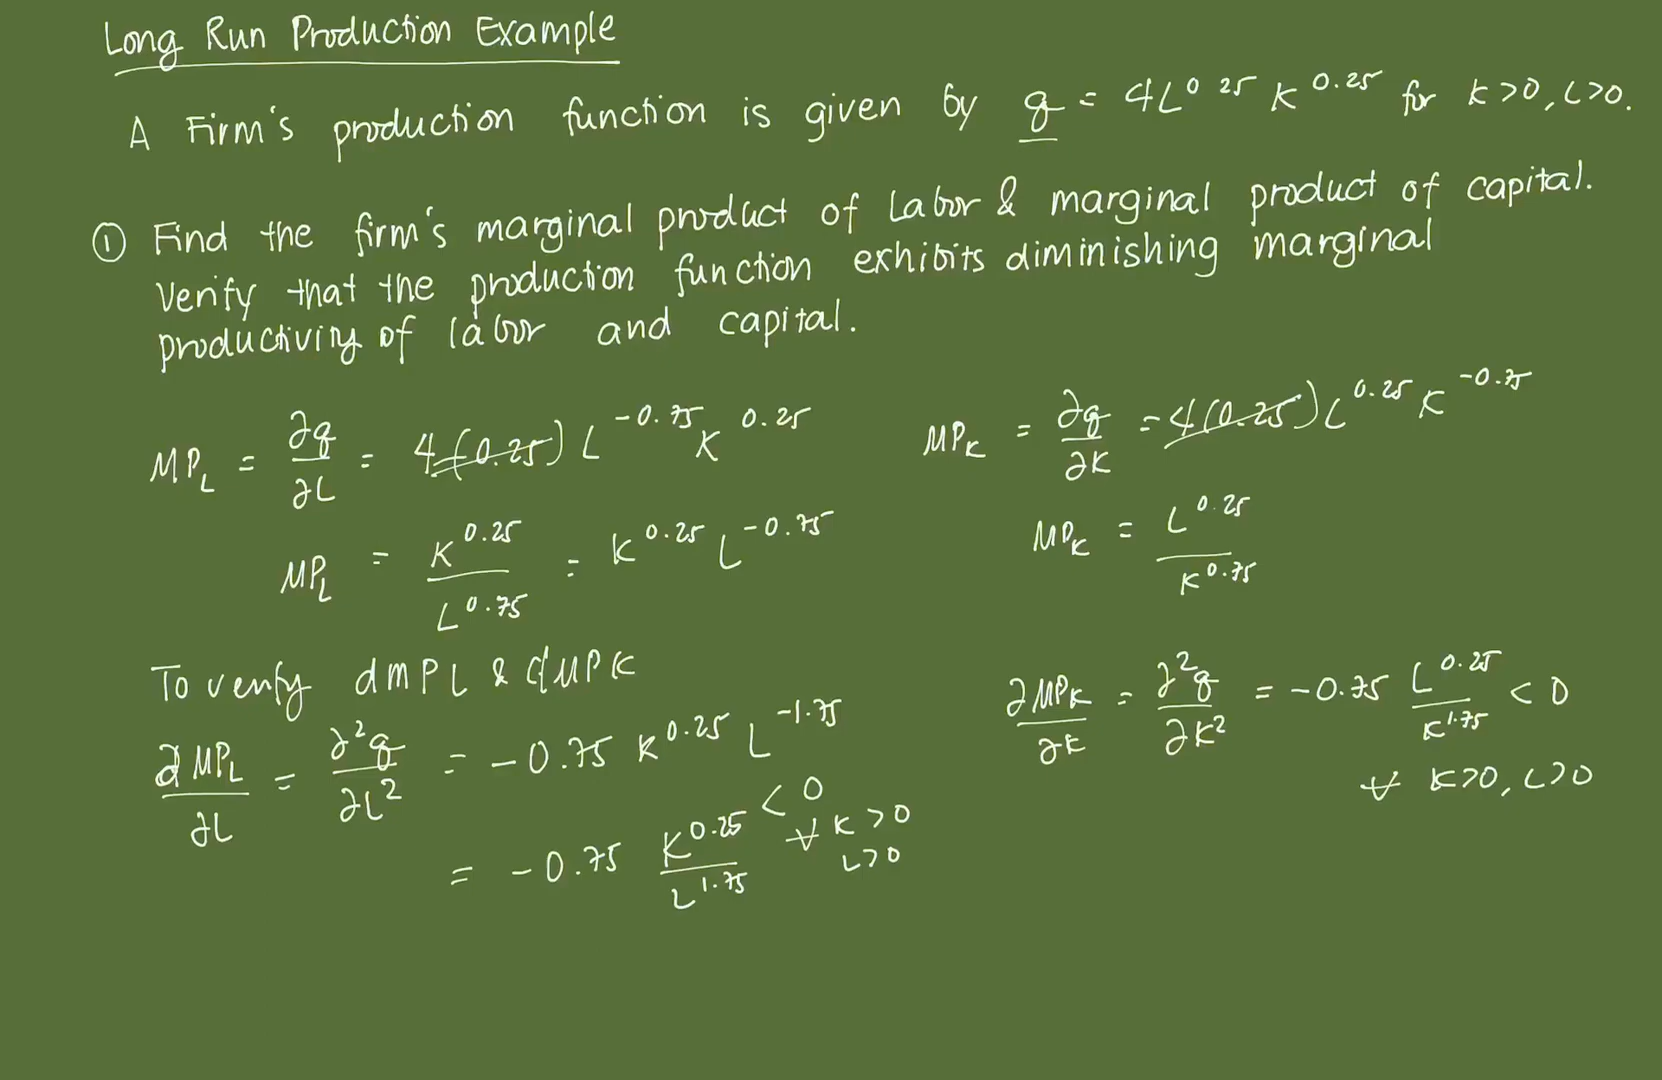 Long Run Production Example
A Firm's production function is given by q = 4L^0.25 K^0.25 for K>0, L>0.
① Find the firm's marginal product of Labor & marginal product of capital.
Verify that the production function exhibits diminishing marginal
productivity of labor and capital.
MP_L = ∂q/∂L = 4(0.25) L^-0.75 K^0.25
MP_L = K^0.25/L^0.75 = K^0.25 L^-0.75
MP_K = ∂q/∂K = 4(0.25) L^0.25 K^-0.75
MP_K = L^0.25/K^0.75
To verify dMPL & dMPK
∂MP_L/∂L = ∂²q/∂L² = -0.75 K^0.25 L^-1.75
= -0.75 K^0.25/L^1.75 < 0
∀ K>0
L>0
∂MP_K/∂K = ∂²q/∂K² = -0.75 L^0.25/K^1.75 < 0
∀ K>0, L>0